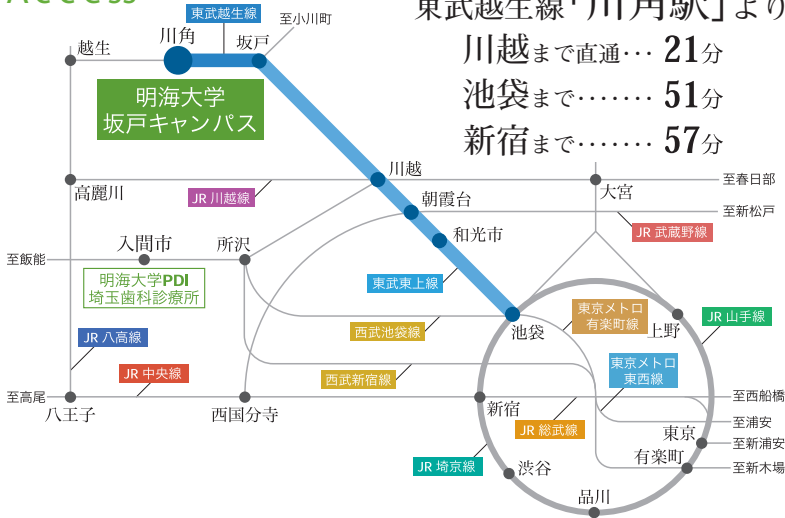 Access
東武越生線「川角駅」より
川越まで直通… 21分
池袋まで……… 51分
新宿まで……… 57分
東武越生線
至小川町
越生
川角
坂戸
明海大学
坂戸キャンパス
高麗川
JR 川越線
川越
大宮
至春日部
朝霞台
至新松戸
JR 武蔵野線
和光市
至飯能
入間市
所沢
明海大学PDI
埼玉歯科診療所
東武東上線
池袋
東京メトロ
有楽町線
上野
JR 山手線
西武池袋線
JR 八高線
東京メトロ
東西線
JR 中央線
西武新宿線
至高尾
八王子
西国分寺
新宿
JR 総武線
至西船橋
至浦安
東京
至新浦安
有楽町
至新木場
JR 埼京線
渋谷
品川